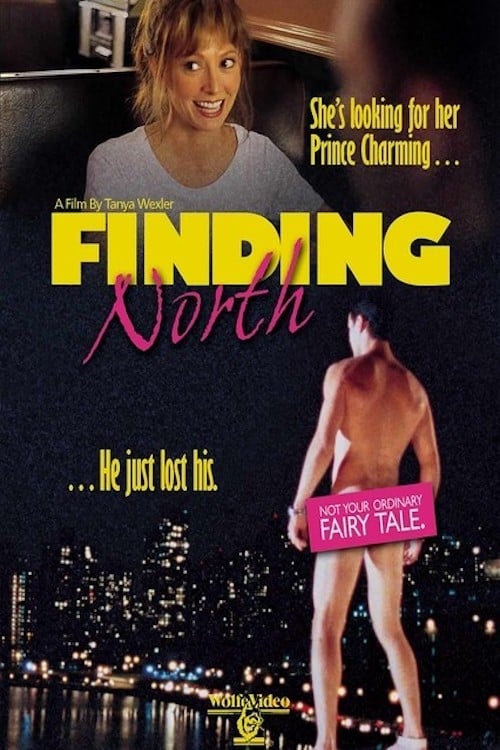 She's looking for her
Prince Charming . . .
A Film By Tanya Wexler
FINDING
North
. . . He just lost his.
NOT YOUR ORDINARY
FAIRY TALE.
WolfeVideo